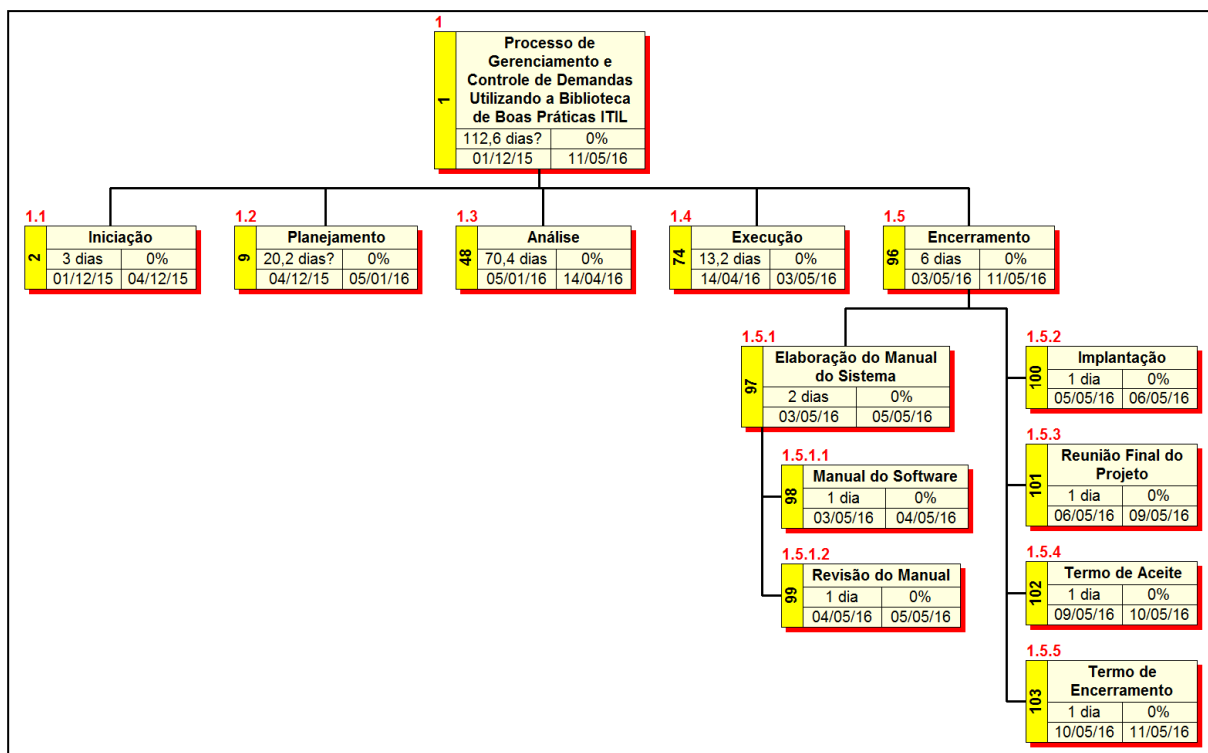 1
1
Processo de
Gerenciamento e
Controle de Demandas
Utilizando a Biblioteca
de Boas Práticas ITIL
112,6 dias? 0%
01/12/15 11/05/16
1.1
2
Iniciação
3 dias 0%
01/12/15 04/12/15
1.2
9
Planejamento
20,2 dias? 0%
04/12/15 05/01/16
1.3
48
Análise
70,4 dias 0%
05/01/16 14/04/16
1.4
74
Execução
13,2 dias 0%
14/04/16 03/05/16
1.5
96
Encerramento
6 dias 0%
03/05/16 11/05/16
1.5.1
97
Elaboração do Manual
do Sistema
2 dias 0%
03/05/16 05/05/16
1.5.1.1
98
Manual do Software
1 dia 0%
03/05/16 04/05/16
1.5.1.2
99
Revisão do Manual
1 dia 0%
04/05/16 05/05/16
1.5.2
100
Implantação
1 dia 0%
05/05/16 06/05/16
1.5.3
101
Reunião Final do
Projeto
1 dia 0%
06/05/16 09/05/16
1.5.4
102
Termo de Aceite
1 dia 0%
09/05/16 10/05/16
1.5.5
103
Termo de
Encerramento
1 dia 0%
10/05/16 11/05/16